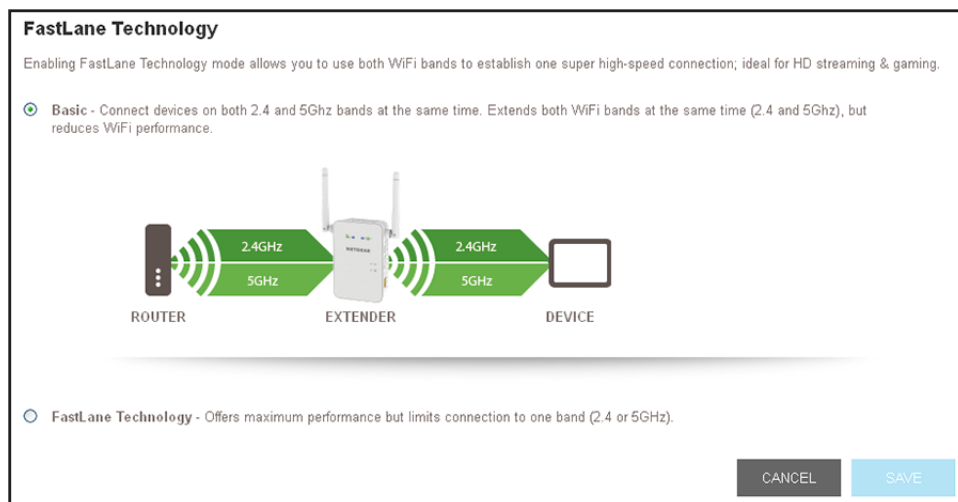 FastLane Technology
Enabling FastLane Technology mode allows you to use both WiFi bands to establish one super high-speed connection; ideal for HD streaming & gaming.
Basic - Connect devices on both 2.4 and 5Ghz bands at the same time. Extends both WiFi bands at the same time (2.4 and 5Ghz), but
reduces WiFi performance.
NETGEAR
2.4GHz
2.4GHz
5GHz
5GHz
ROUTER
EXTENDER
DEVICE
FastLane Technology - Offers maximum performance but limits connection to one band (2.4 or 5GHz).
CANCEL
SAVE